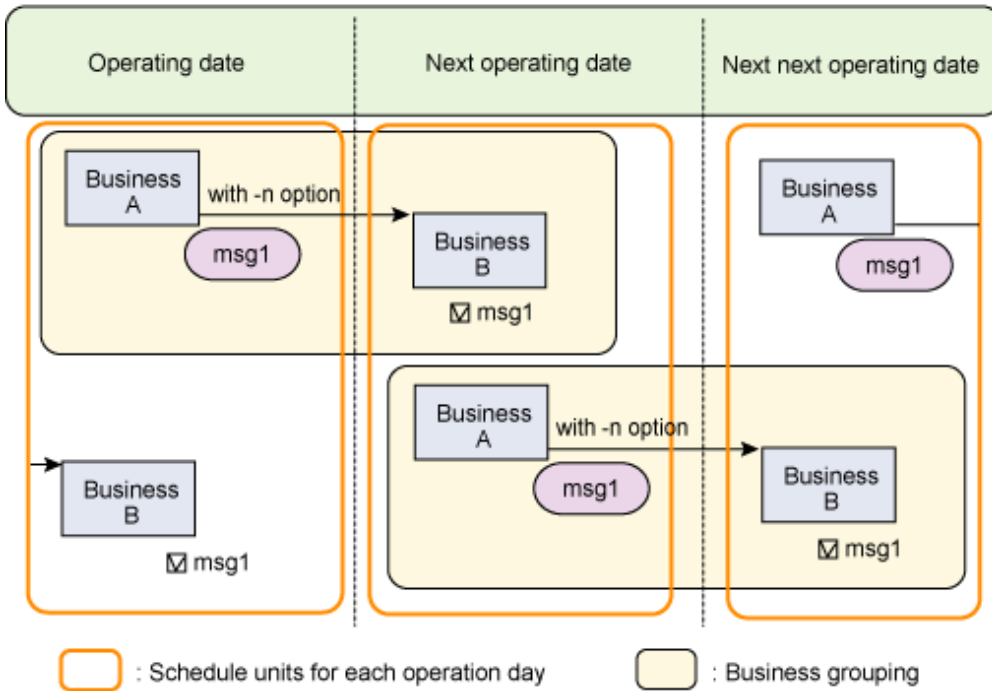 Operating date
Next operating date
Next next operating date
Business
A
with -n option
msg1
Business
B
msg1
Business
A
msg1
Business
A
with -n option
msg1
Business
B
msg1
Business
B
msg1
: Schedule units for each operation day
: Business grouping